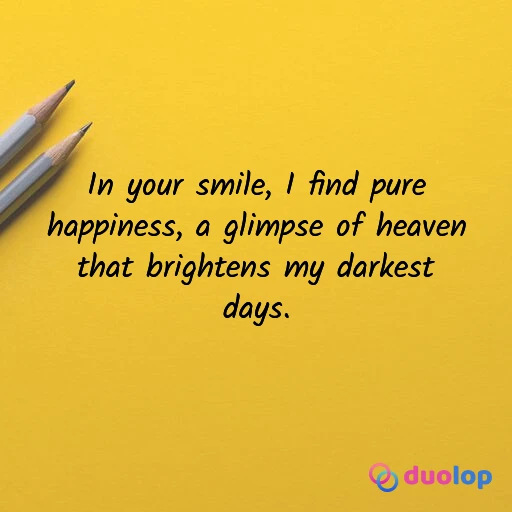 In your smile, I find pure
happiness, a glimpse of heaven
that brightens my darkest
days.
duolop